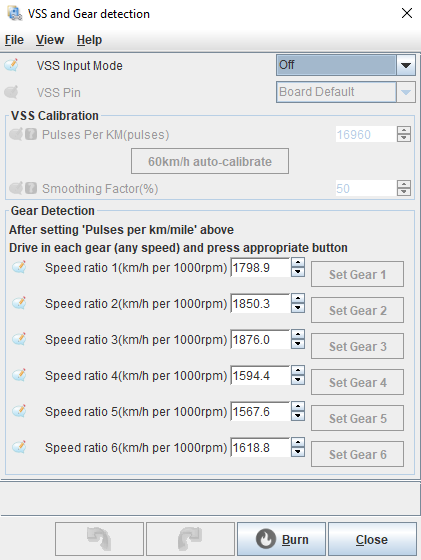 VSS and Gear detection
File View Help
VSS Input Mode Off
VSS Pin Board Default
VSS Calibration
Pulses Per KM(pulses) 16960
60km/h auto-calibrate
Smoothing Factor(%) 50
Gear Detection
After setting 'Pulses per km/mile' above
Drive in each gear (any speed) and press appropriate button
Speed ratio 1(km/h per 1000rpm) 1798.9 Set Gear 1
Speed ratio 2(km/h per 1000rpm) 1850.3 Set Gear 2
Speed ratio 3(km/h per 1000rpm) 1876.0 Set Gear 3
Speed ratio 4(km/h per 1000rpm) 1594.4 Set Gear 4
Speed ratio 5(km/h per 1000rpm) 1567.6 Set Gear 5
Speed ratio 6(km/h per 1000rpm) 1618.8 Set Gear 6
Burn Close